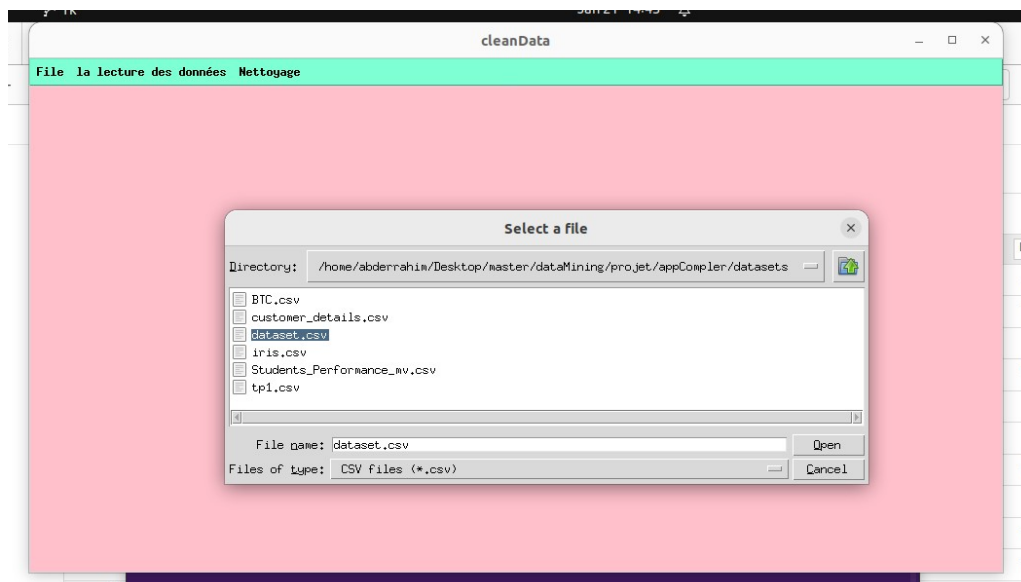 cleanData
File la lecture des données Nettoyage
Select a file
Directory: /home/abderrahim/Desktop/master/dataMining/projet/appCompler/datasets
BTC.csv
customer_details.csv
dataset.csv
iris.csv
Students_Performance_mv.csv
tp1.csv
File name: dataset.csv Open
Files of type: CSV files (*.csv) Cancel